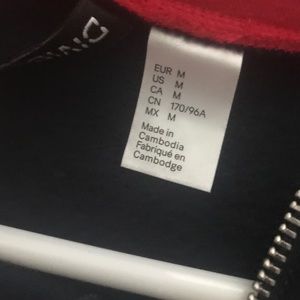 EUR M
US M
CA M
CN 170/96A
MX M
Made in
Cambodia
Fabriqué en
Cambodge